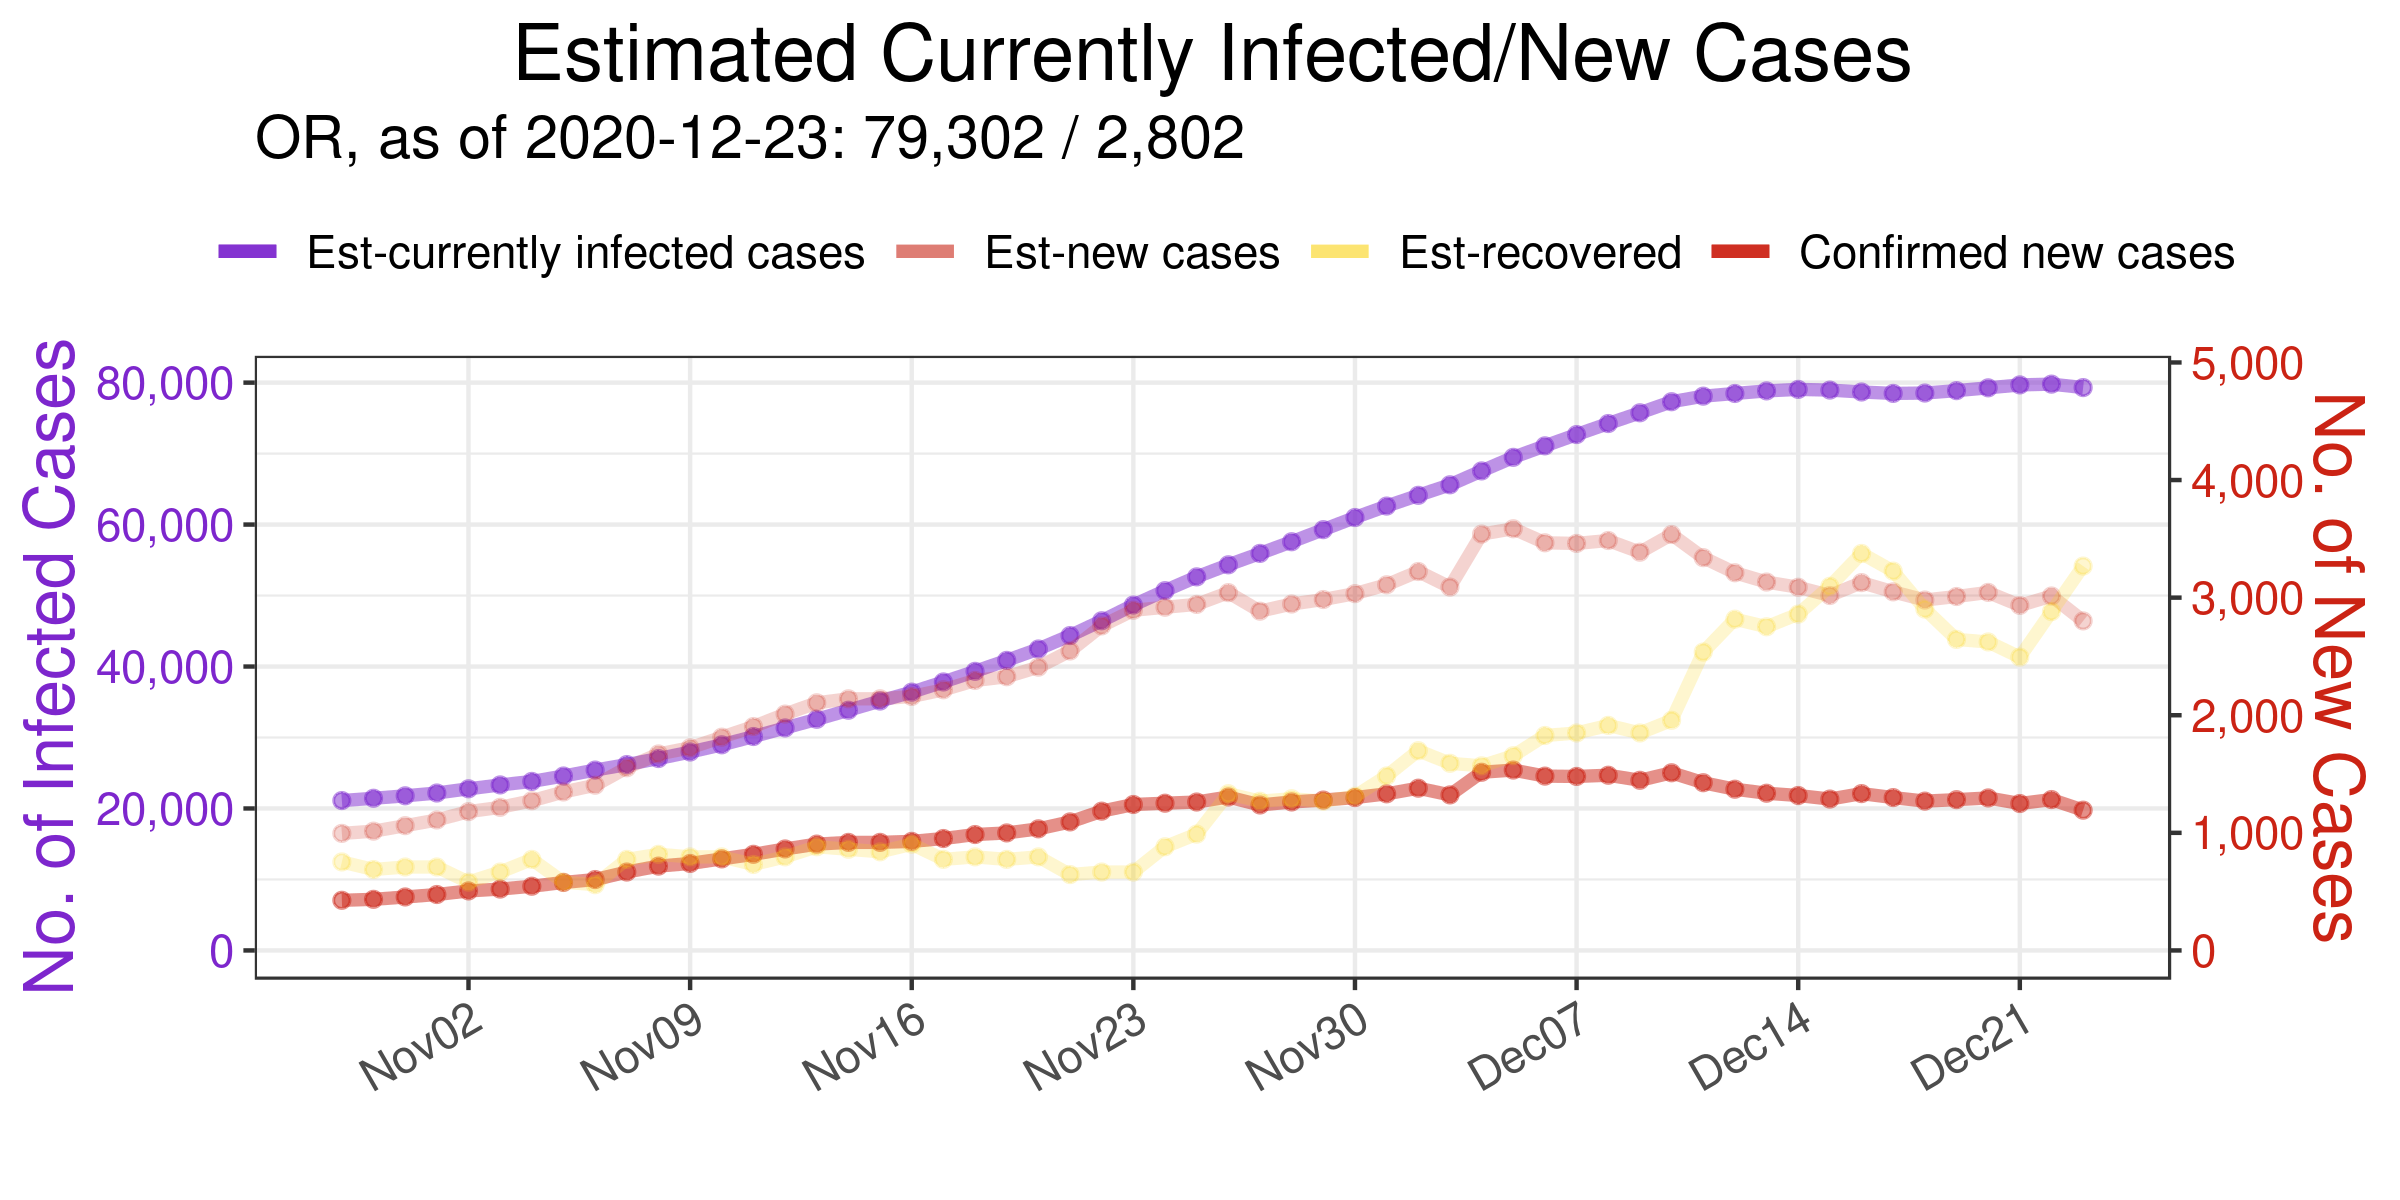 Estimated Currently Infected/New Cases
OR, as of 2020-12-23: 79,302 / 2,802
Est-currently infected cases Est-new cases Est-recovered Confirmed new cases
No. of Infected Cases
80,000
60,000
40,000
20,000
0
5,000
4,000
3,000
2,000
1,000
0
No. of New Cases
Nov02 Nov09 Nov16 Nov23 Nov30 Dec07 Dec14 Dec21